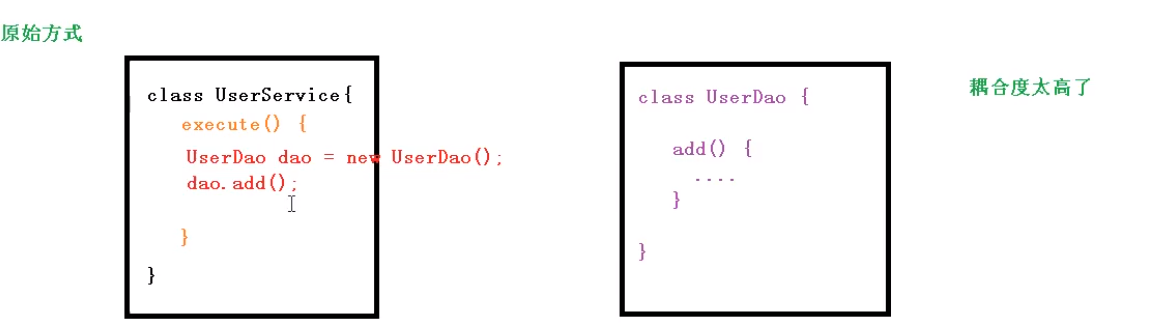 原始方式
class UserService{
execute() {
UserDao dao = new UserDao();
dao.add();
}
}
class UserDao {
add() {
....
}
}
耦合度太高了